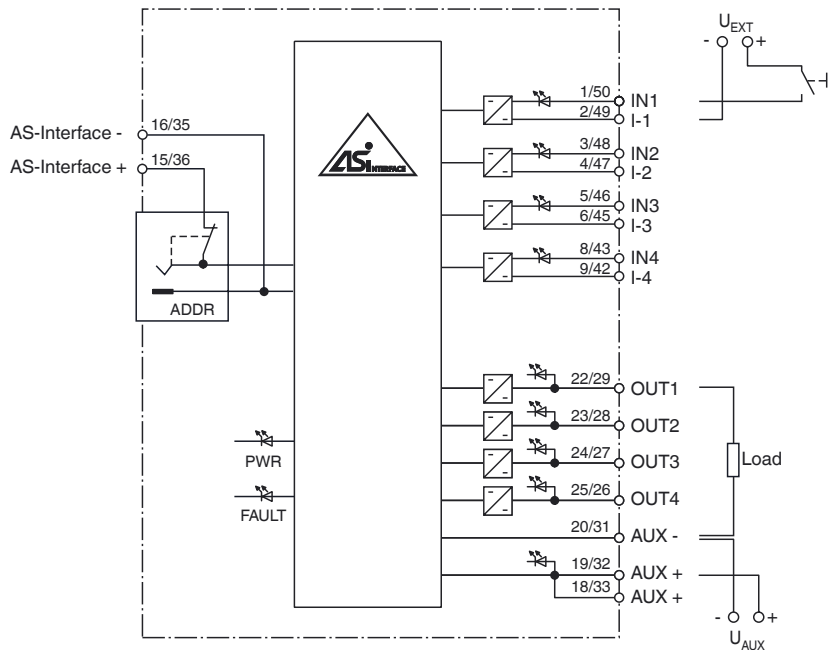 U_EXT
- +
1/50 IN1
2/49 I-1
16/35
AS-Interface -
15/36
AS-Interface +
3/48 IN2
4/47 I-2
ASi INTERFACE
5/46 IN3
6/45 I-3
8/43 IN4
9/42 I-4
ADDR
22/29 OUT1
23/28 OUT2
24/27 OUT3
25/26 OUT4
Load
PWR
FAULT
20/31 AUX -
19/32 AUX +
18/33 AUX +
- +
U_AUX